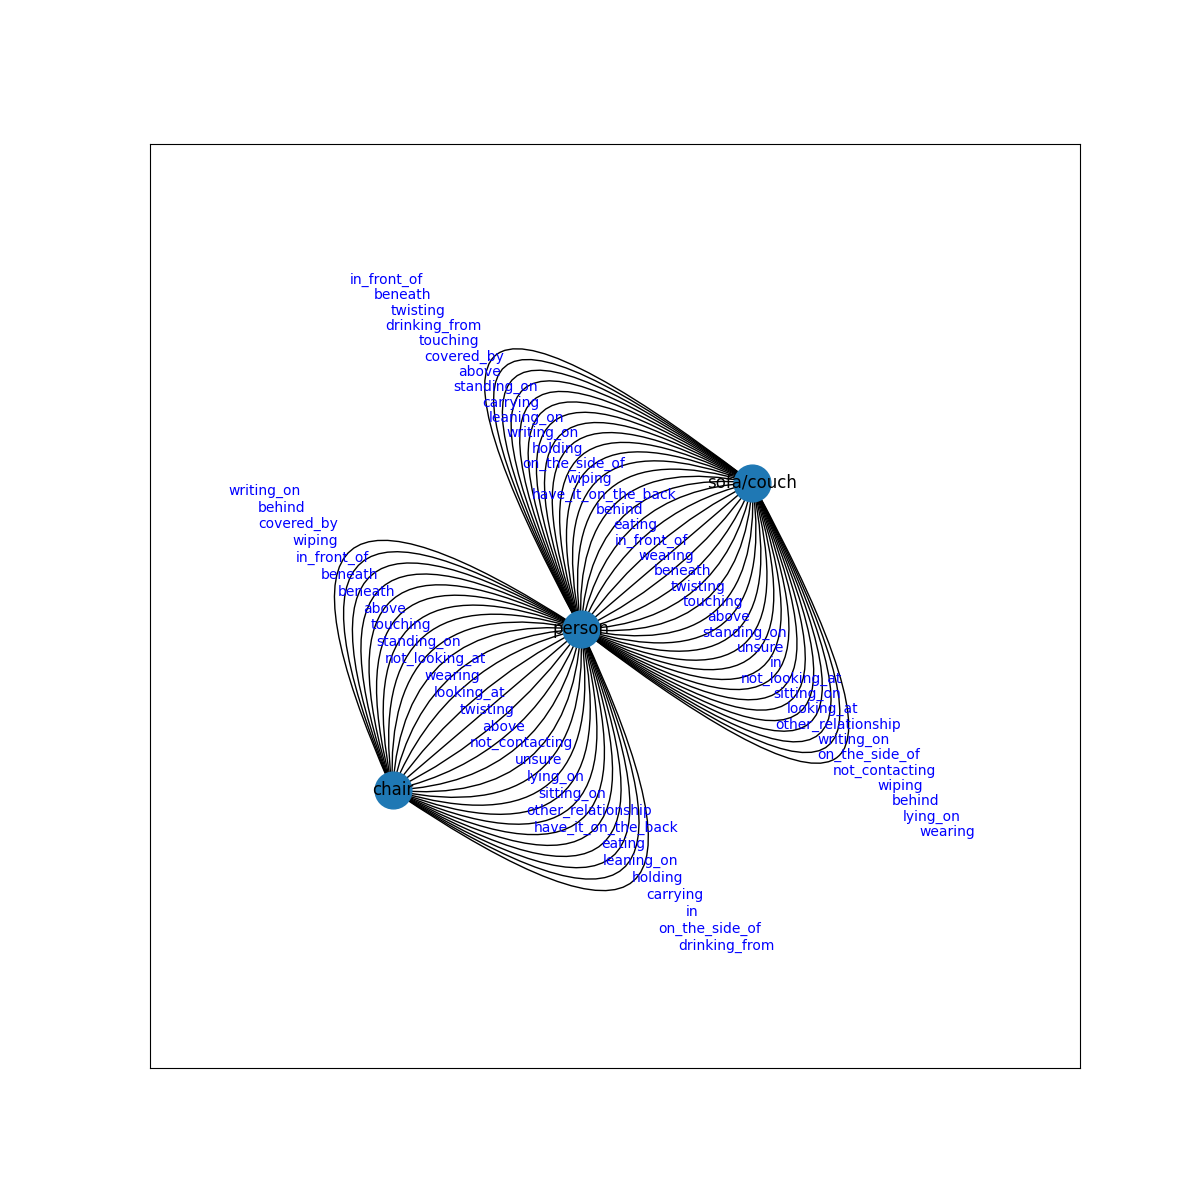 in_front_of
beneath
twisting
drinking_from
touching
covered_by
above
standing_on
carrying
leaning_on
writing_on
holding
on_the_side_of
wiping
have_it_on_the_back
behind
eating
in_front_of
wearing
beneath
twisting
touching
above
standing_on
unsure
in
not_looking_at
sitting_on
looking_at
other_relationship
writing_on
on_the_side_of
not_contacting
wiping
behind
lying_on
wearing
sofa/couch
person
writing_on
behind
covered_by
wiping
in_front_of
beneath
beneath
above
touching
standing_on
not_looking_at
wearing
looking_at
twisting
above
not_contacting
unsure
lying_on
sitting_on
other_relationship
have_it_on_the_back
eating
leaning_on
holding
carrying
in
on_the_side_of
drinking_from
chair